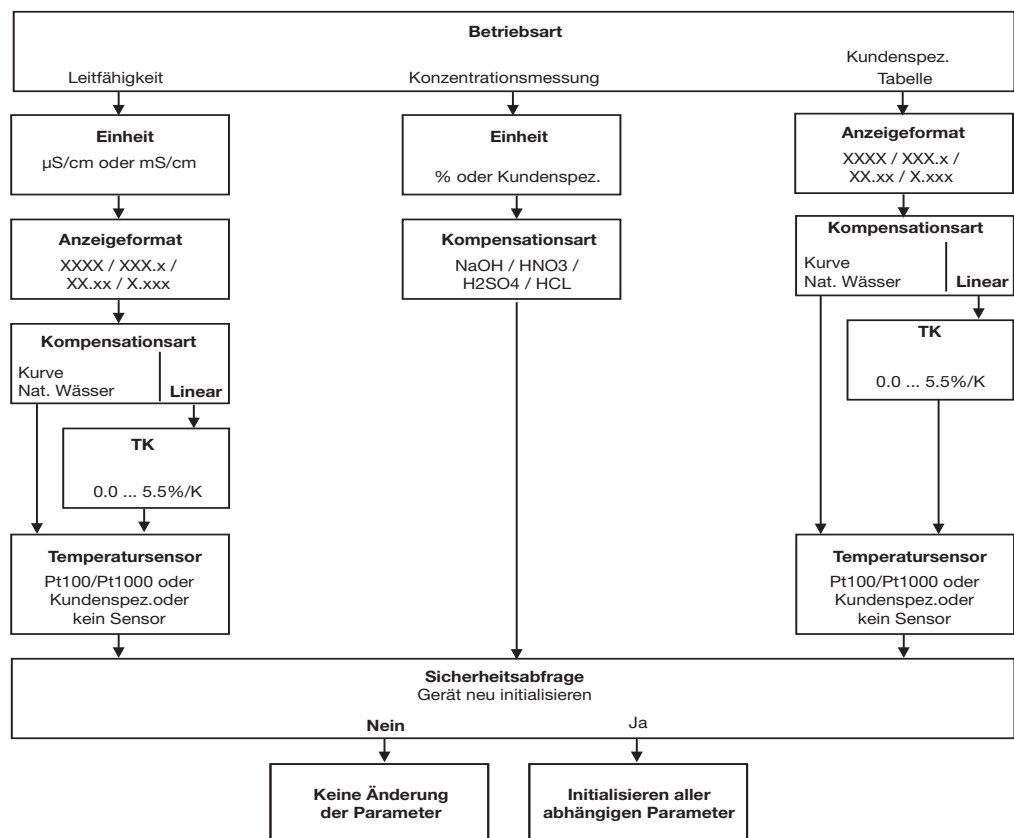 Betriebsart
Leitfähigkeit
Konzentrationsmessung
Kundenspez.
Tabelle
Einheit
µS/cm oder mS/cm
Anzeigeformat
XXXX / XXX.x /
XX.xx / X.xxx
Kompensationsart
Kurve
Nat. Wässer
Linear
TK
0.0 ... 5.5%/K
Temperatursensor
Pt100/Pt1000 oder
Kundenspez.oder
kein Sensor
Einheit
% oder Kundenspez.
Kompensationsart
NaOH / HNO3 /
H2SO4 / HCL
Anzeigeformat
XXXX / XXX.x /
XX.xx / X.xxx
Kompensationsart
Kurve
Nat. Wässer
Linear
TK
0.0 ... 5.5%/K
Temperatursensor
Pt100/Pt1000 oder
Kundenspez.oder
kein Sensor
Sicherheitsabfrage
Gerät neu initialisieren
Nein
Ja
Keine Änderung
der Parameter
Initialisieren aller
abhängigen Parameter